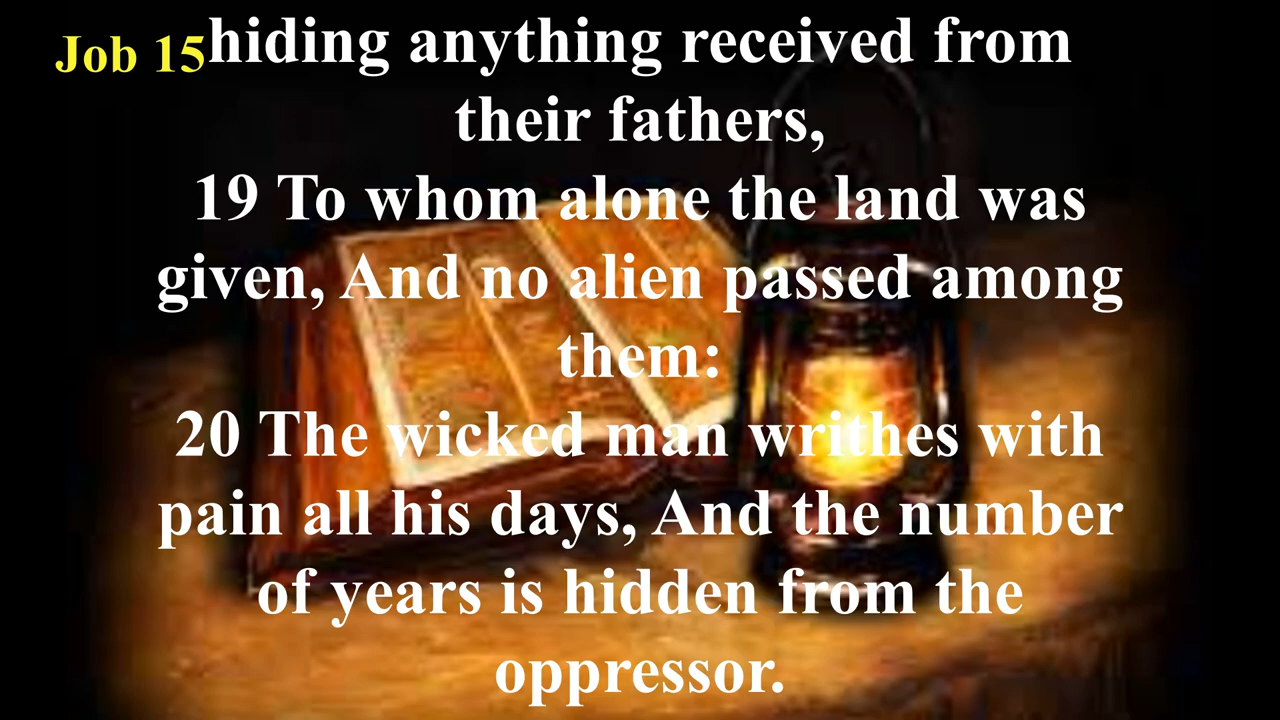 Job 15
hiding anything received from
their fathers,
19 To whom alone the land was
given, And no alien passed among
them:
20 The wicked man writhes with
pain all his days, And the number
of years is hidden from the
oppressor.